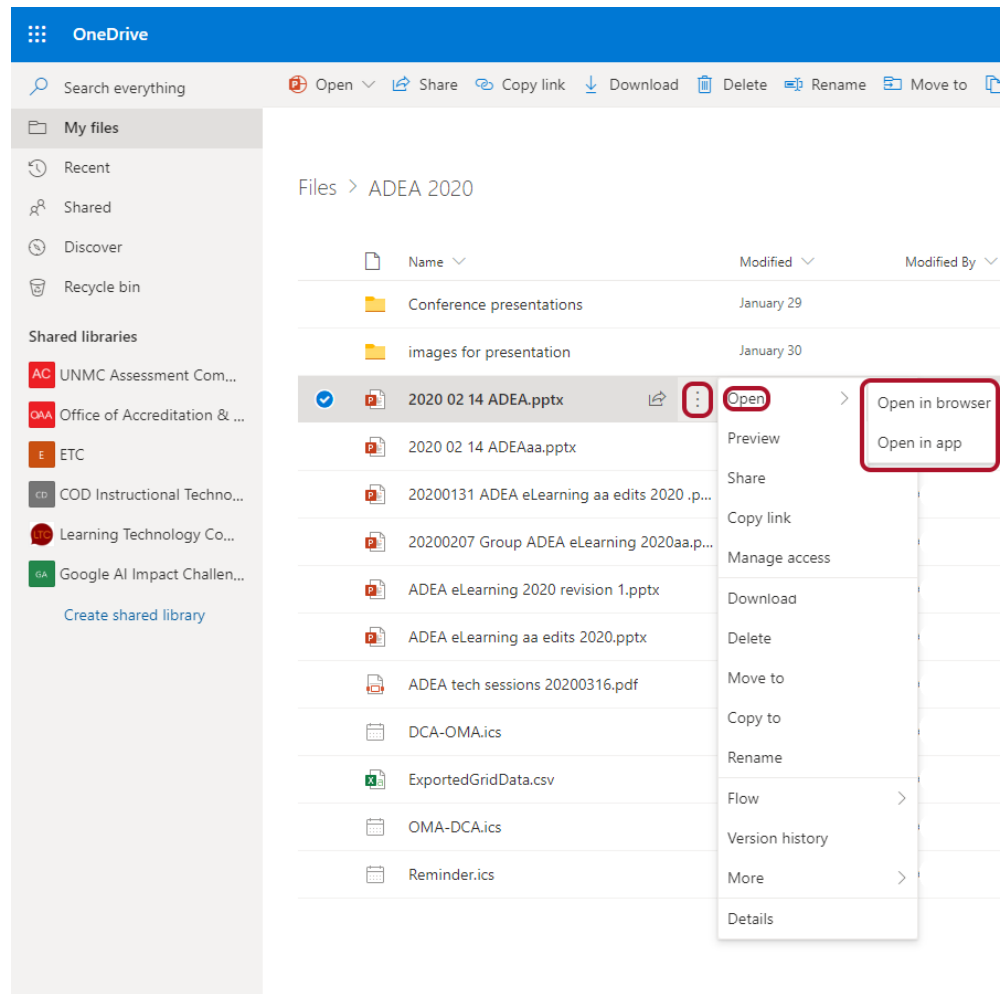 OneDrive
Search everything
Open Share Copy link Download Delete Rename Move to
My files
Recent
Shared
Discover
Recycle bin
Shared libraries
AC UNMC Assessment Com...
OAA Office of Accreditation & ...
E ETC
CD COD Instructional Techno...
LTC Learning Technology Co...
GA Google AI Impact Challen...
Create shared library
Files > ADEA 2020
Name Modified Modified By
Conference presentations January 29
images for presentation January 30
2020 02 14 ADEA.pptx
2020 02 14 ADEAaa.pptx
20200131 ADEA eLearning aa edits 2020 .p...
20200207 Group ADEA eLearning 2020aa.p...
ADEA eLearning 2020 revision 1.pptx
ADEA eLearning aa edits 2020.pptx
ADEA tech sessions 20200316.pdf
DCA-OMA.ics
ExportedGridData.csv
OMA-DCA.ics
Reminder.ics
Open
Preview
Share
Copy link
Manage access
Download
Delete
Move to
Copy to
Rename
Flow
Version history
More
Details
Open in browser
Open in app